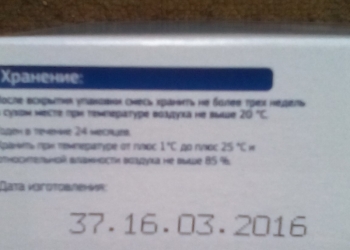 Хранение:
После вскрытия упаковки смесь хранить не более трех недель
в сухом месте при температуре воздуха не выше 20 °C.
Годен в течение 24 месяцев.
Хранить при температуре от плюс 1°C до плюс 25 °C и
относительной влажности воздуха не выше 85 %.
Дата изготовления:
37.16.03.2016